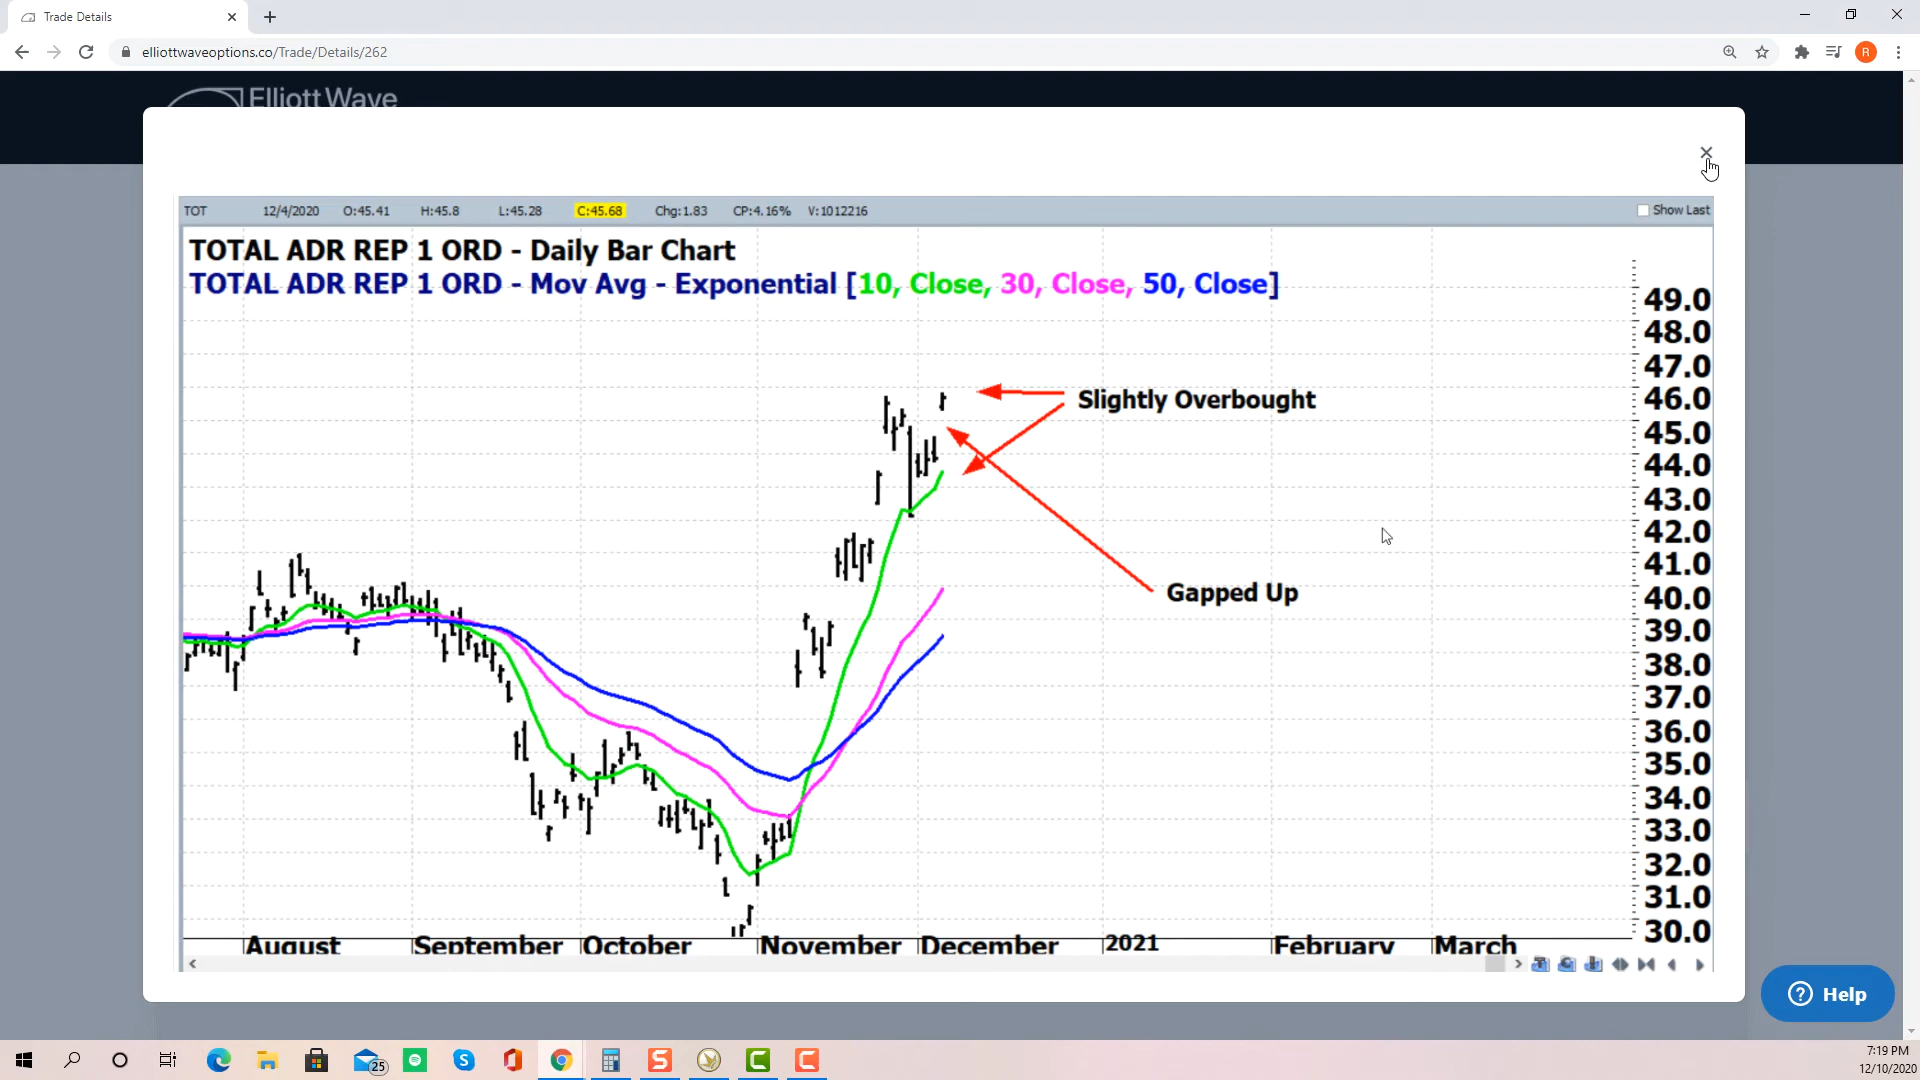 Trade Details
elliottwaveoptions.co/Trade/Details/262
R
Elliott Wave
TOT 12/4/2020 O:45.41 H:45.8 L:45.28 C:45.68 Chg:1.83 CP:4.16% V:1012216 Show Last
TOTAL ADR REP 1 ORD - Daily Bar Chart
TOTAL ADR REP 1 ORD - Mov Avg - Exponential [10, Close, 30, Close, 50, Close]
49.0
48.0
47.0
46.0
Slightly Overbought
45.0
44.0
43.0
42.0
41.0
40.0
Gapped Up
39.0
38.0
37.0
36.0
35.0
34.0
33.0
32.0
31.0
30.0
August September October November December 2021 February March
Help
25
7:19 PM
12/10/2020